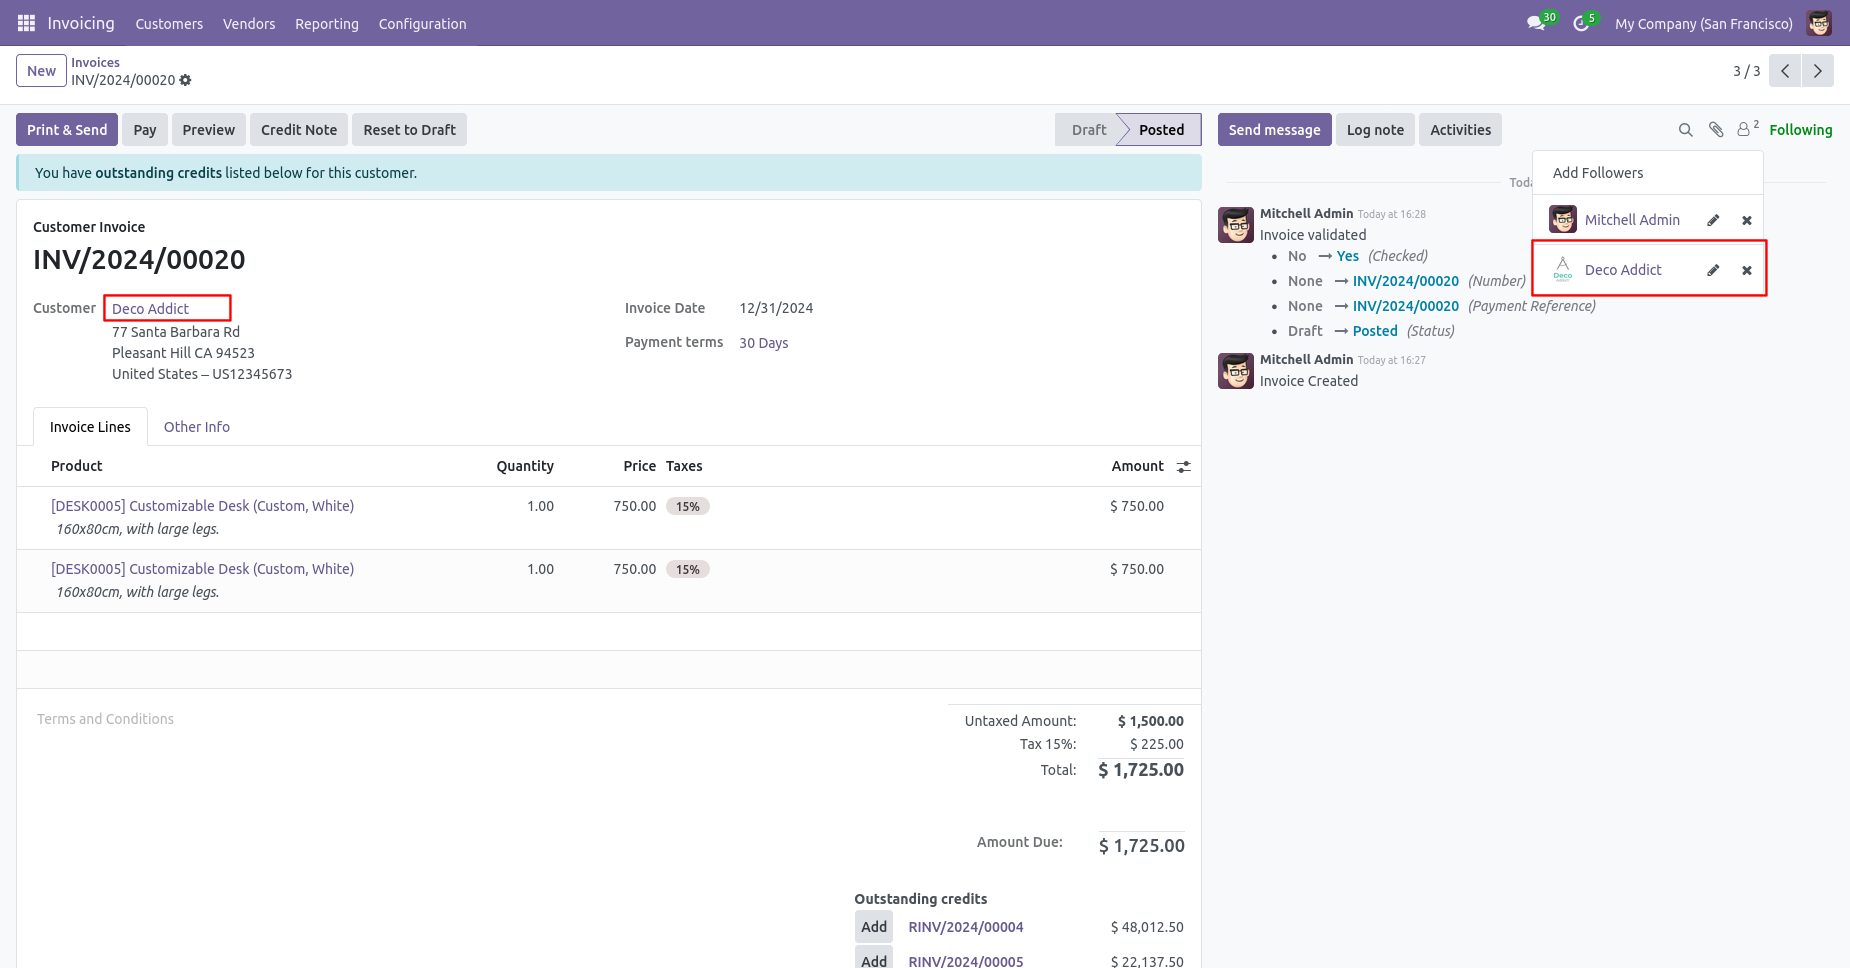 Invoicing Customers Vendors Reporting Configuration 30 5 My Company (San Francisco)
New Invoices
INV/2024/00020
3 / 3
Print & Send Pay Preview Credit Note Reset to Draft Draft Posted
Send message Log note Activities 2 Following
You have outstanding credits listed below for this customer.
Customer Invoice
INV/2024/00020
Customer Deco Addict
77 Santa Barbara Rd
Pleasant Hill CA 94523
United States – US12345673
Invoice Date 12/31/2024
Payment terms 30 Days
Invoice Lines Other Info
Product Quantity Price Taxes Amount
[DESK0005] Customizable Desk (Custom, White) 1.00 750.00 15% $ 750.00
160x80cm, with large legs.
[DESK0005] Customizable Desk (Custom, White) 1.00 750.00 15% $ 750.00
160x80cm, with large legs.
Terms and Conditions
Untaxed Amount: $ 1,500.00
Tax 15%: $ 225.00
Total: $ 1,725.00
Amount Due: $ 1,725.00
Outstanding credits
Add RINV/2024/00004 $ 48,012.50
Add RINV/2024/00005 $ 22,137.50
Add Followers
Mitchell Admin
Deco Deco Addict
Mitchell Admin Today at 16:28
Invoice validated
No → Yes (Checked)
None → INV/2024/00020 (Number)
None → INV/2024/00020 (Payment Reference)
Draft → Posted (Status)
Mitchell Admin Today at 16:27
Invoice Created